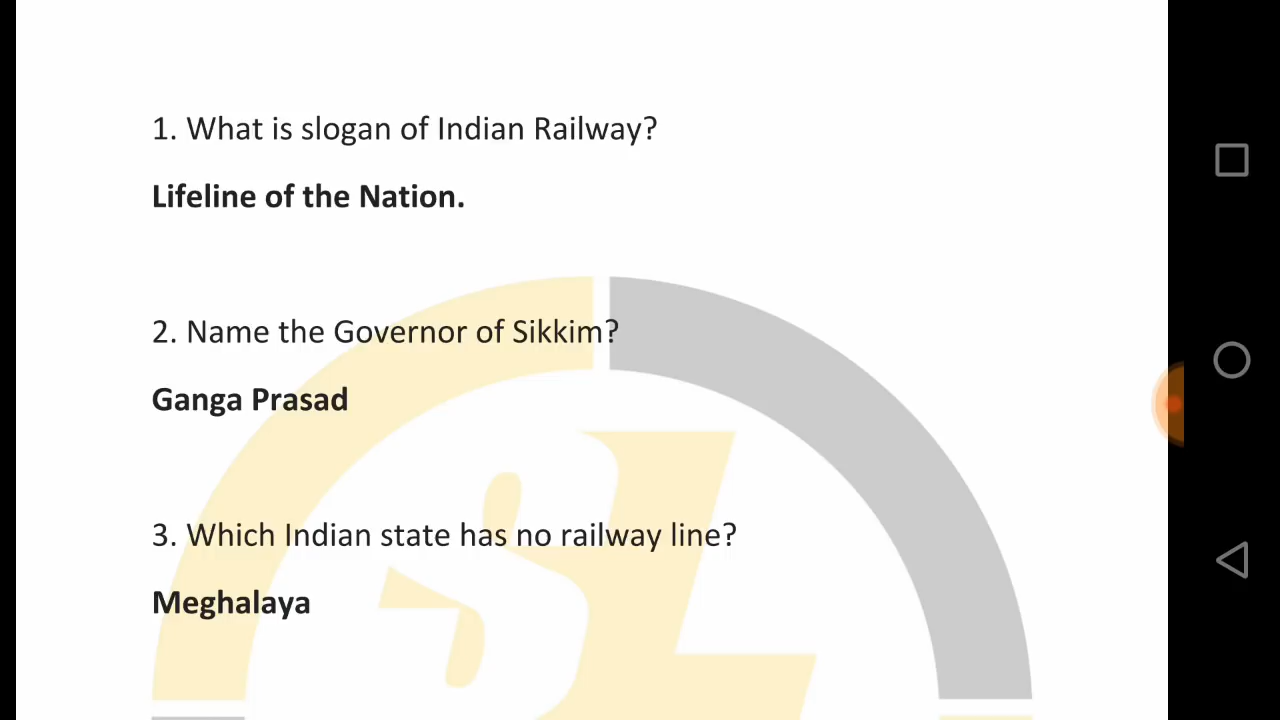 1. What is slogan of Indian Railway?
Lifeline of the Nation.
2. Name the Governor of Sikkim?
Ganga Prasad
3. Which Indian state has no railway line?
Meghalaya
SL